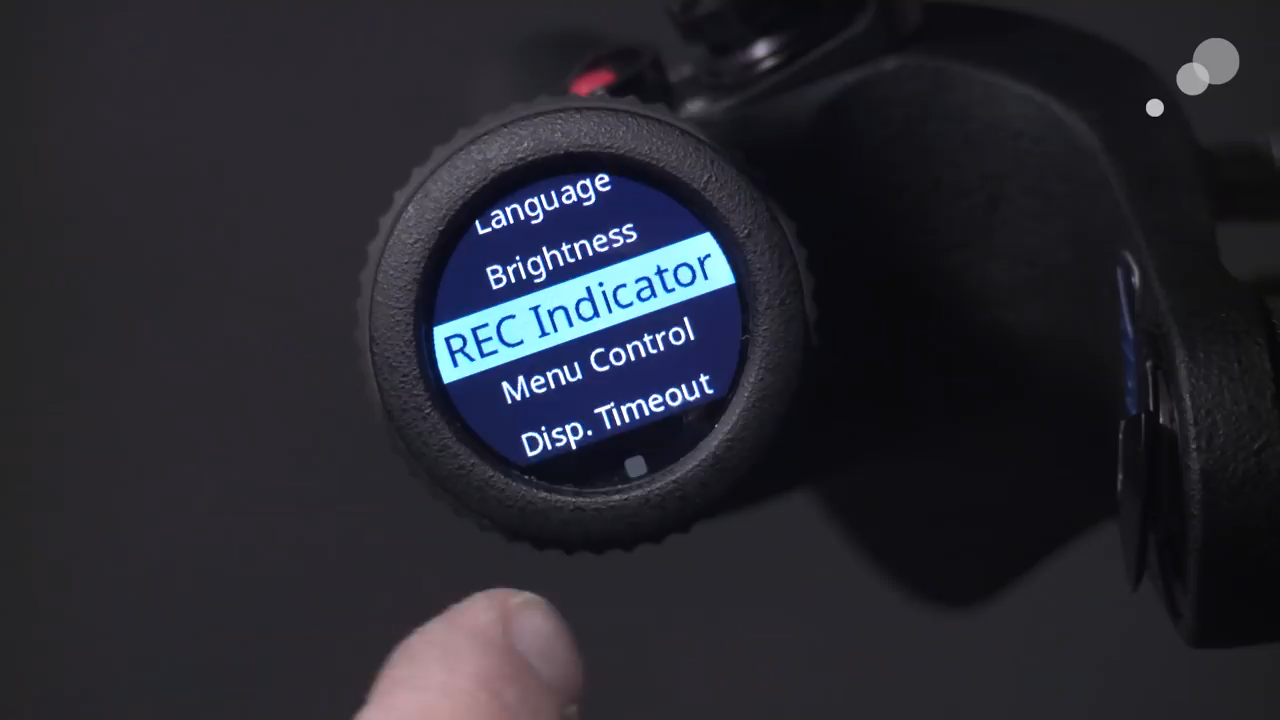 Language
Brightness
REC Indicator
Menu Control
Disp. Timeout